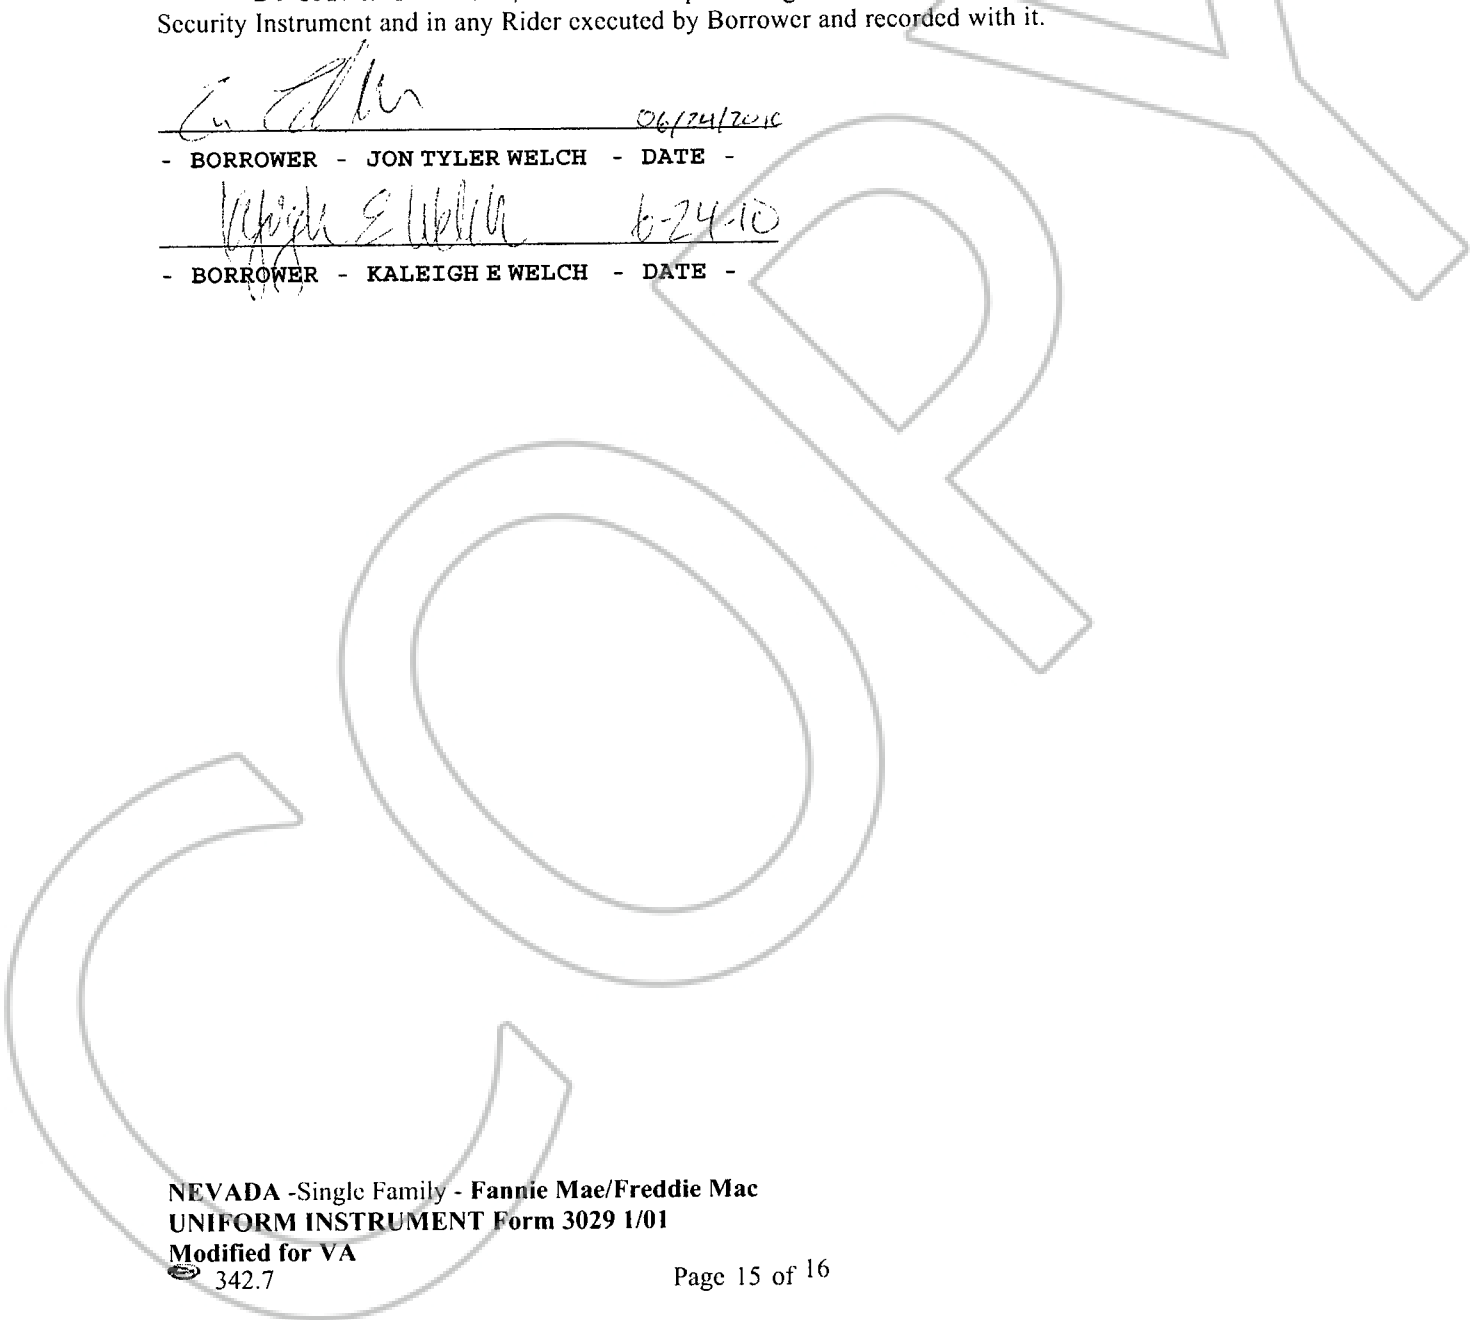 Security Instrument and in any Rider executed by Borrower and recorded with it.
06/24/2010
- BORROWER - JON TYLER WELCH - DATE -
Kaleigh E Welch 6-24-10
- BORROWER - KALEIGH E WELCH - DATE -
COPY
NEVADA -Single Family - Fannie Mae/Freddie Mac
UNIFORM INSTRUMENT Form 3029 1/01
Modified for VA
342.7
Page 15 of 16